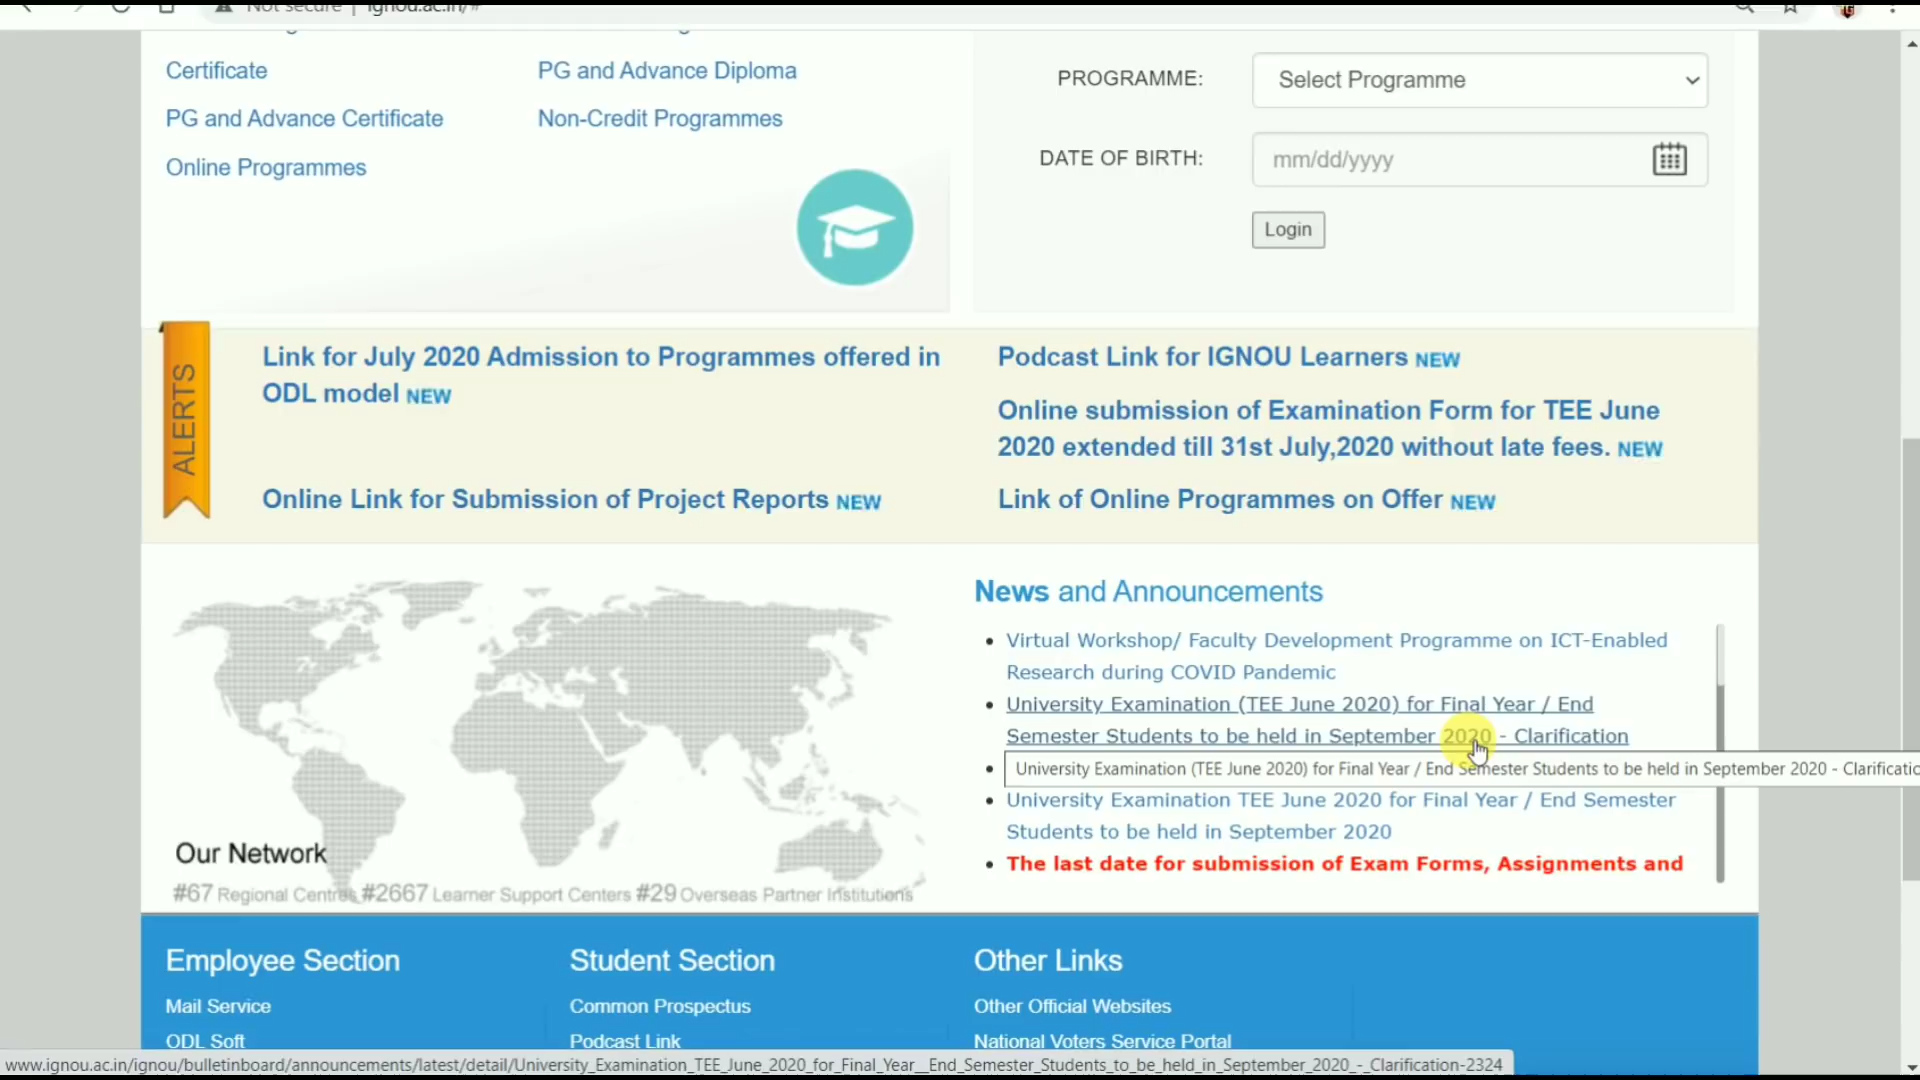 Not secure | ignou.ac.in/#
Certificate
PG and Advance Diploma
PG and Advance Certificate
Non-Credit Programmes
Online Programmes
PROGRAMME:
Select Programme
DATE OF BIRTH:
mm/dd/yyyy
Login
ALERTS
Link for July 2020 Admission to Programmes offered in
ODL model NEW
Online Link for Submission of Project Reports NEW
Podcast Link for IGNOU Learners NEW
Online submission of Examination Form for TEE June
2020 extended till 31st July,2020 without late fees. NEW
Link of Online Programmes on Offer NEW
Our Network
#67 Regional Centres #2667 Learner Support Centers #29 Overseas Partner Institutions
News and Announcements
Virtual Workshop/ Faculty Development Programme on ICT-Enabled
Research during COVID Pandemic
University Examination (TEE June 2020) for Final Year / End
Semester Students to be held in September 2020 - Clarification
University Examination (TEE June 2020) for Final Year / End Semester Students to be held in September 2020 - Clarificatio
University Examination TEE June 2020 for Final Year / End Semester
Students to be held in September 2020
The last date for submission of Exam Forms, Assignments and
Employee Section
Mail Service
ODL Soft
Student Section
Common Prospectus
Podcast Link
Other Links
Other Official Websites
National Voters Service Portal
www.ignou.ac.in/ignou/bulletinboard/announcements/latest/detail/University_Examination_TEE_June_2020_for_Final_Year__End_Semester_Students_to_be_held_in_September_2020_-_Clarification-2324